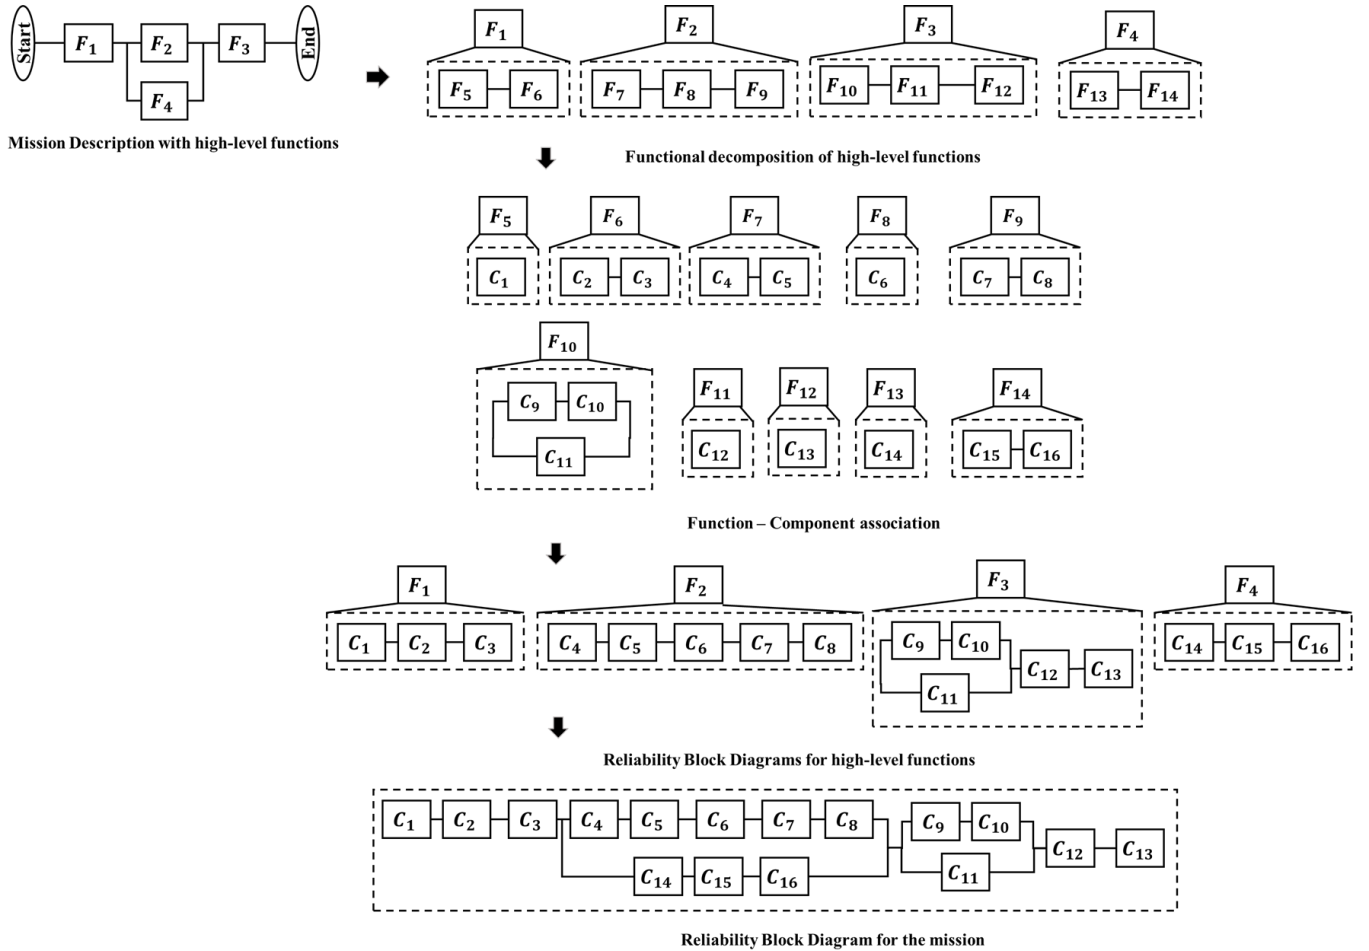 Start F₁ F₂ F₃ End
F₄
Mission Description with high-level functions
F₁ F₂ F₃ F₄
F₅ F₆ F₇ F₈ F₉ F₁₀ F₁₁ F₁₂ F₁₃ F₁₄
Functional decomposition of high-level functions
F₅ F₆ F₇ F₈ F₉
C₁ C₂ C₃ C₄ C₅ C₆ C₇ C₈
F₁₀ F₁₁ F₁₂ F₁₃ F₁₄
C₉ C₁₀
C₁₁ C₁₂ C₁₃ C₁₄ C₁₅ C₁₆
Function – Component association
F₁ F₂ F₃ F₄
C₁ C₂ C₃ C₄ C₅ C₆ C₇ C₈ C₉ C₁₀ C₁₄ C₁₅ C₁₆
C₁₁ C₁₂ C₁₃
Reliability Block Diagrams for high-level functions
C₁ C₂ C₃ C₄ C₅ C₆ C₇ C₈ C₉ C₁₀
C₁₂ C₁₃
C₁₄ C₁₅ C₁₆ C₁₁
Reliability Block Diagram for the mission